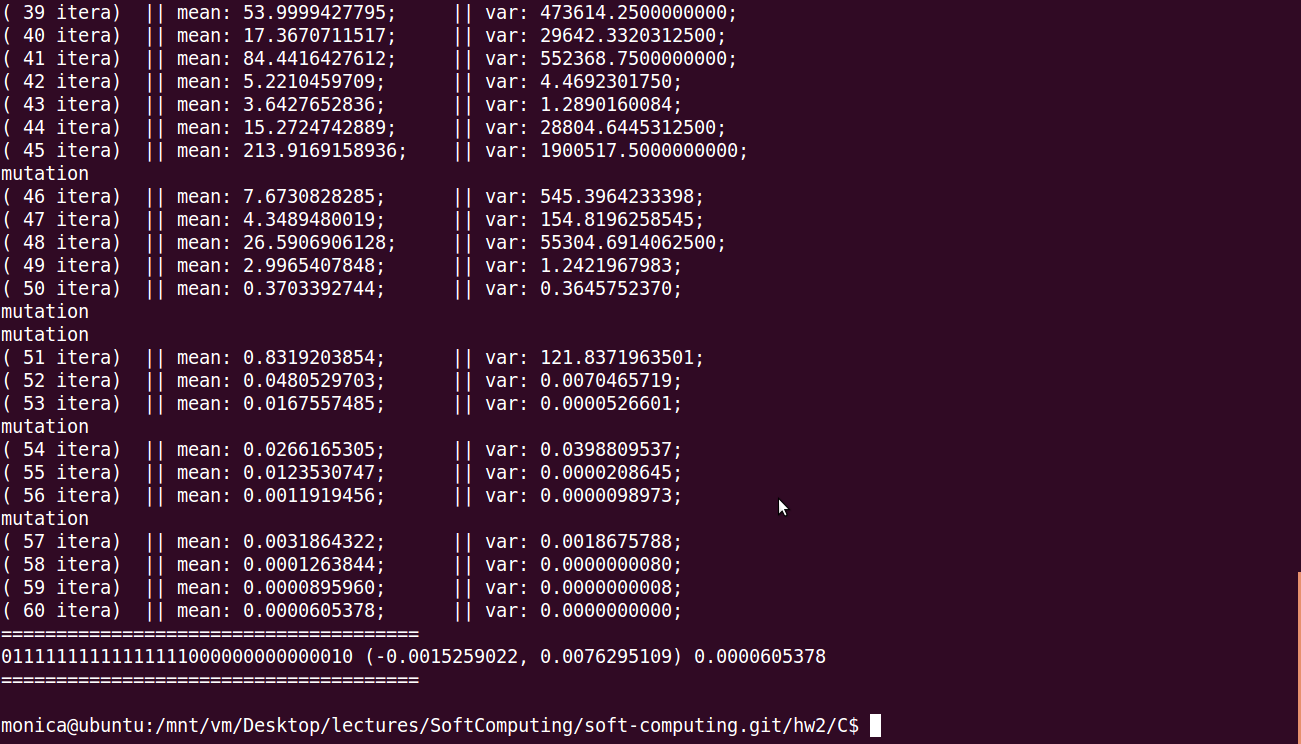 ( 39 itera)  || mean: 53.9999427795;     || var: 473614.2500000000;
( 40 itera)  || mean: 17.3670711517;     || var: 29642.3320312500;
( 41 itera)  || mean: 84.4416427612;     || var: 552368.7500000000;
( 42 itera)  || mean: 5.2210459709;      || var: 4.4692301750;
( 43 itera)  || mean: 3.6427652836;      || var: 1.2890160084;
( 44 itera)  || mean: 15.2724742889;     || var: 28804.6445312500;
( 45 itera)  || mean: 213.9169158936;    || var: 1900517.5000000000;
mutation
( 46 itera)  || mean: 7.6730828285;      || var: 545.3964233398;
( 47 itera)  || mean: 4.3489480019;      || var: 154.8196258545;
( 48 itera)  || mean: 26.5906906128;     || var: 55304.6914062500;
( 49 itera)  || mean: 2.9965407848;      || var: 1.2421967983;
( 50 itera)  || mean: 0.3703392744;      || var: 0.3645752370;
mutation
mutation
( 51 itera)  || mean: 0.8319203854;      || var: 121.8371963501;
( 52 itera)  || mean: 0.0480529703;      || var: 0.0070465719;
( 53 itera)  || mean: 0.0167557485;      || var: 0.0000526601;
mutation
( 54 itera)  || mean: 0.0266165305;      || var: 0.0398809537;
( 55 itera)  || mean: 0.0123530747;      || var: 0.0000208645;
( 56 itera)  || mean: 0.0011919456;      || var: 0.0000098973;
mutation
( 57 itera)  || mean: 0.0031864322;      || var: 0.0018675788;
( 58 itera)  || mean: 0.0001263844;      || var: 0.0000000080;
( 59 itera)  || mean: 0.0000895960;      || var: 0.0000000008;
( 60 itera)  || mean: 0.0000605378;      || var: 0.0000000000;
======================================
01111111111111111000000000000010 (-0.0015259022, 0.0076295109) 0.0000605378
======================================
monica@ubuntu:/mnt/vm/Desktop/lectures/SoftComputing/soft-computing.git/hw2/C$